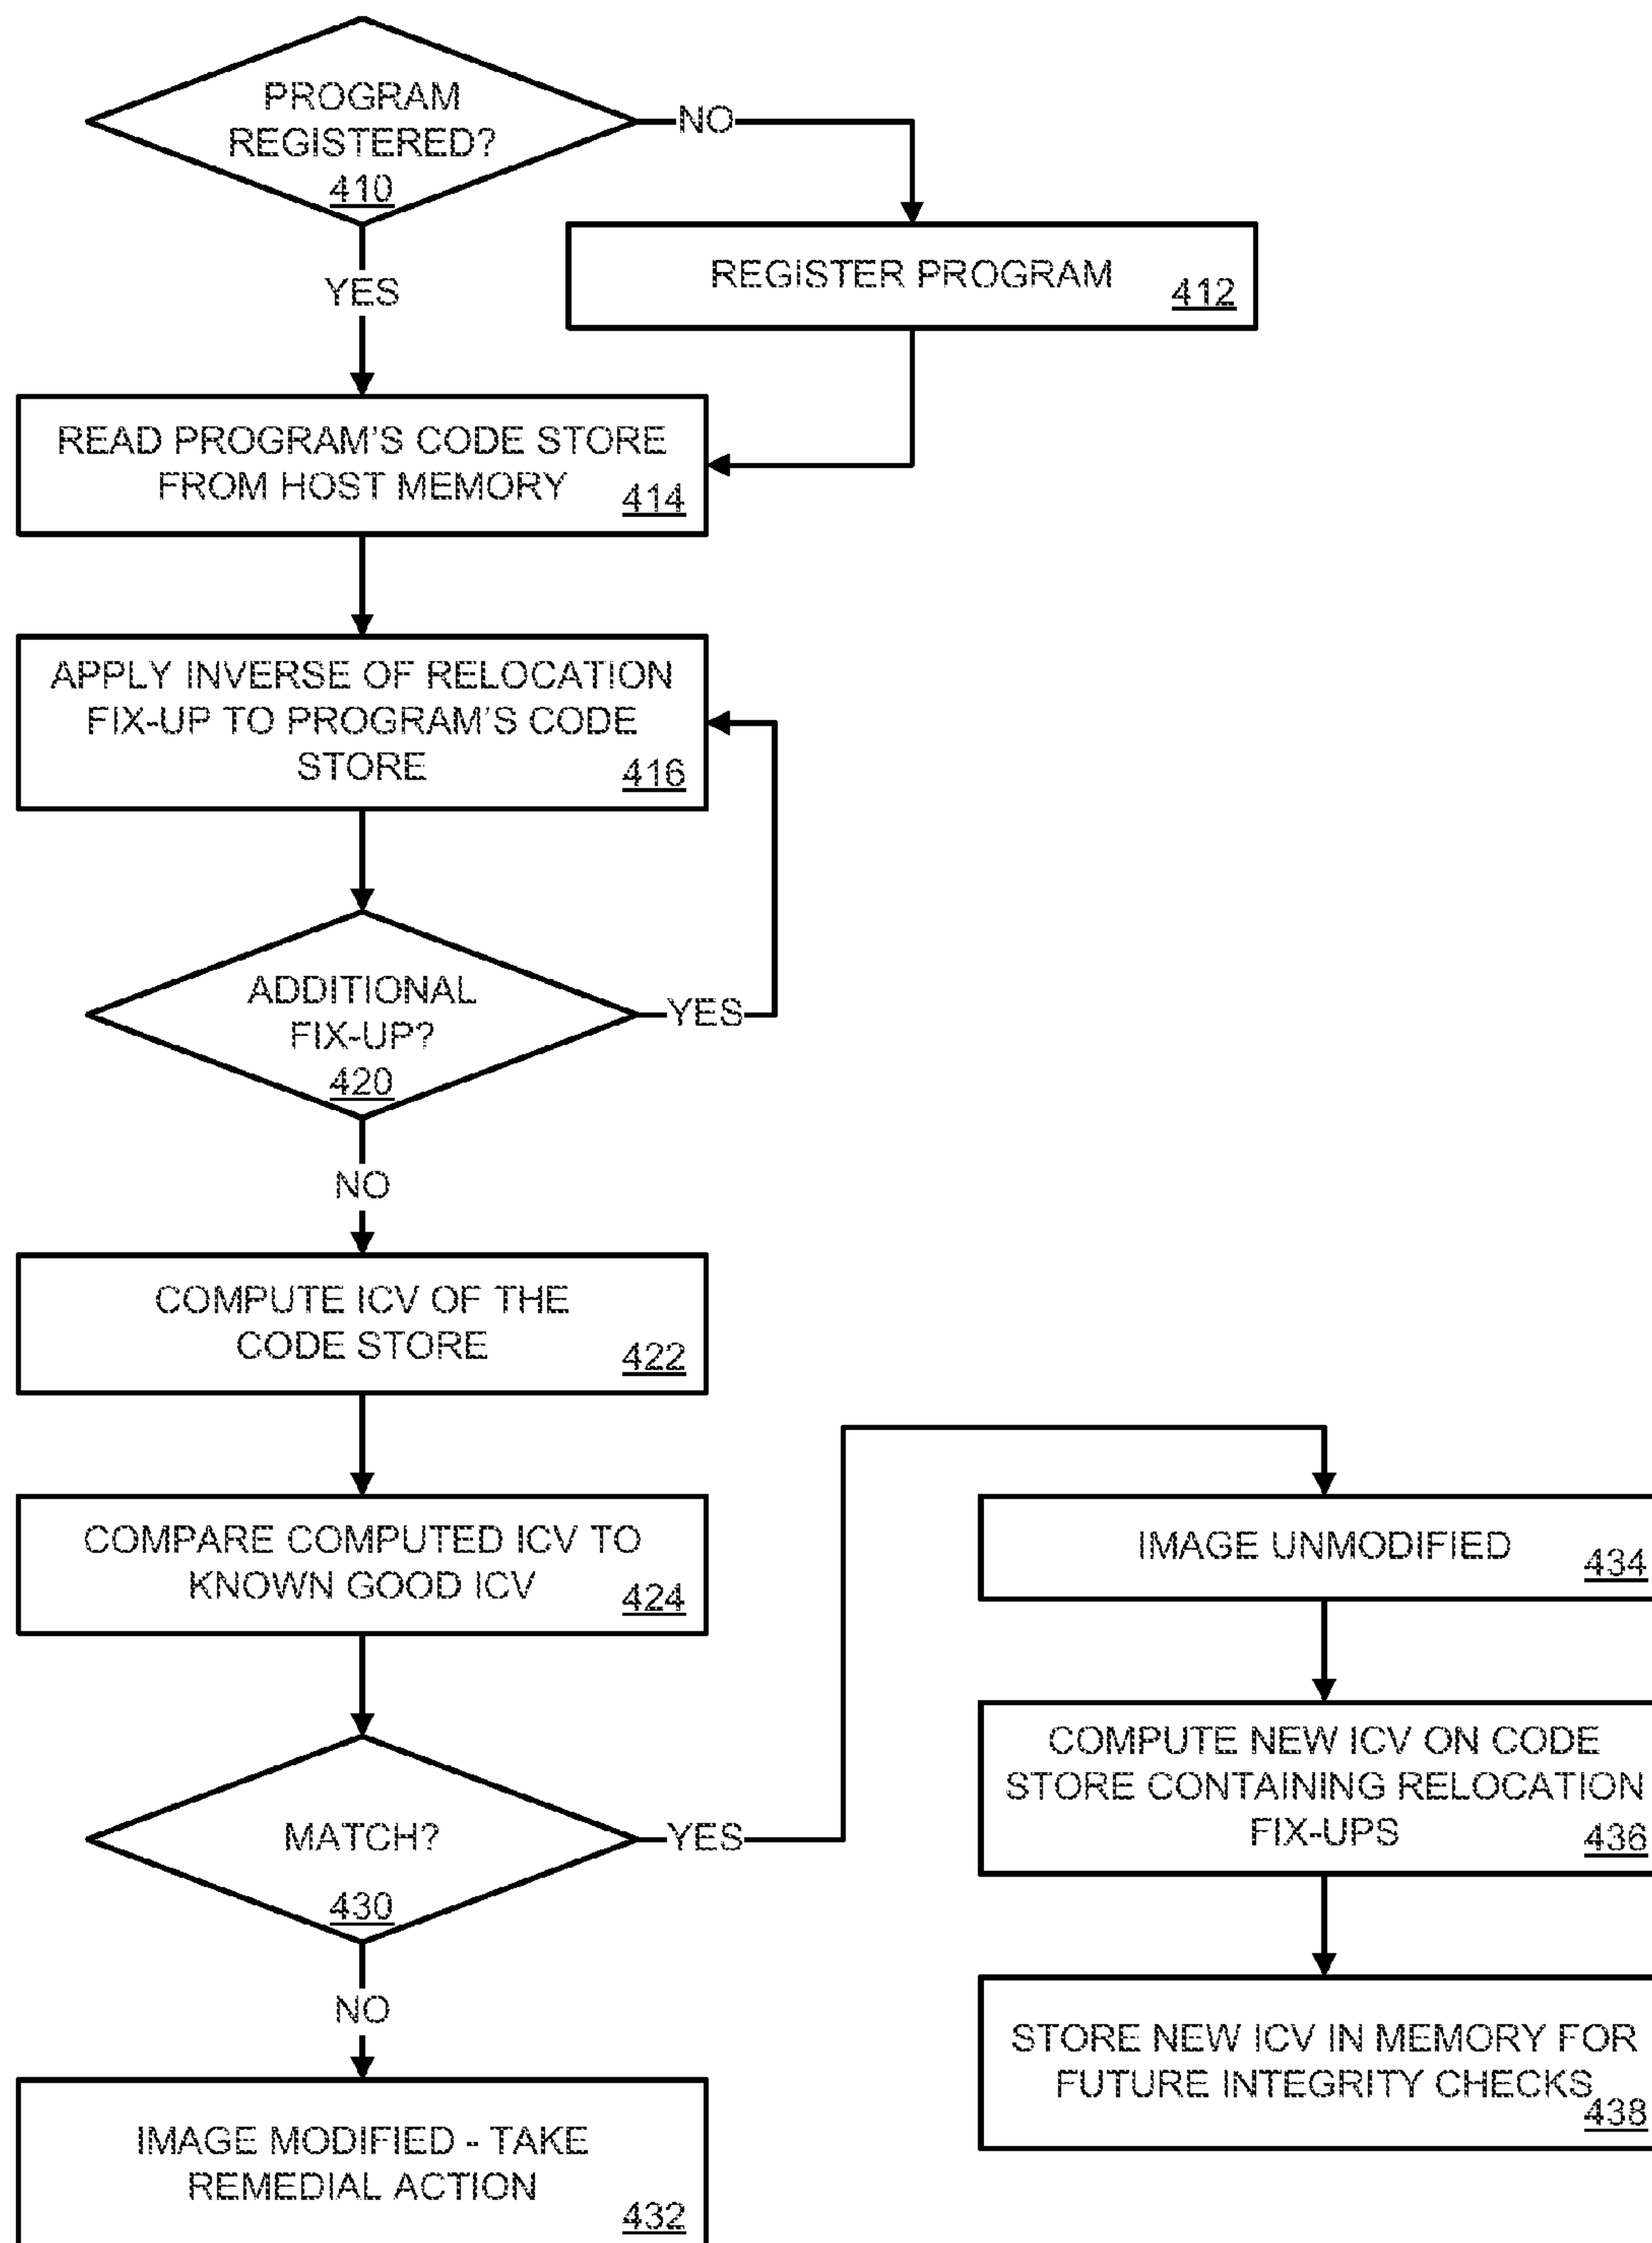 PROGRAM
REGISTERED?
410
NO
YES
REGISTER PROGRAM
412
READ PROGRAM'S CODE STORE
FROM HOST MEMORY
414
APPLY INVERSE OF RELOCATION
FIX-UP TO PROGRAM'S CODE
STORE
416
ADDITIONAL
FIX-UP?
420
YES
NO
COMPUTE ICV OF THE
CODE STORE
422
COMPARE COMPUTED ICV TO
KNOWN GOOD ICV
424
MATCH?
430
YES
NO
IMAGE MODIFIED - TAKE
REMEDIAL ACTION
432
IMAGE UNMODIFIED
434
COMPUTE NEW ICV ON CODE
STORE CONTAINING RELOCATION
FIX-UPS
436
STORE NEW ICV IN MEMORY FOR
FUTURE INTEGRITY CHECKS
438